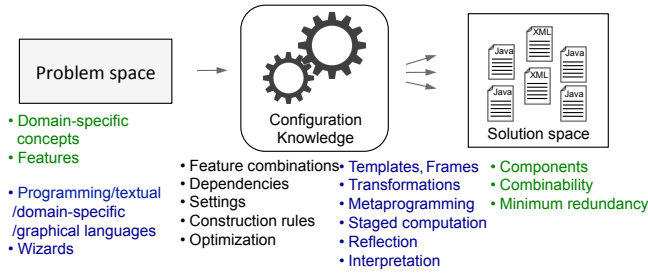 Problem space
Configuration
Knowledge
XML
Java
Java
XML
Java
Java
Solution space
• Domain-specific
concepts
• Features
• Programming/textual
/domain-specific
/graphical languages
• Wizards
• Feature combinations
• Dependencies
• Settings
• Construction rules
• Optimization
• Templates, Frames
• Transformations
• Metaprogramming
• Staged computation
• Reflection
• Interpretation
• Components
• Combinability
• Minimum redundancy